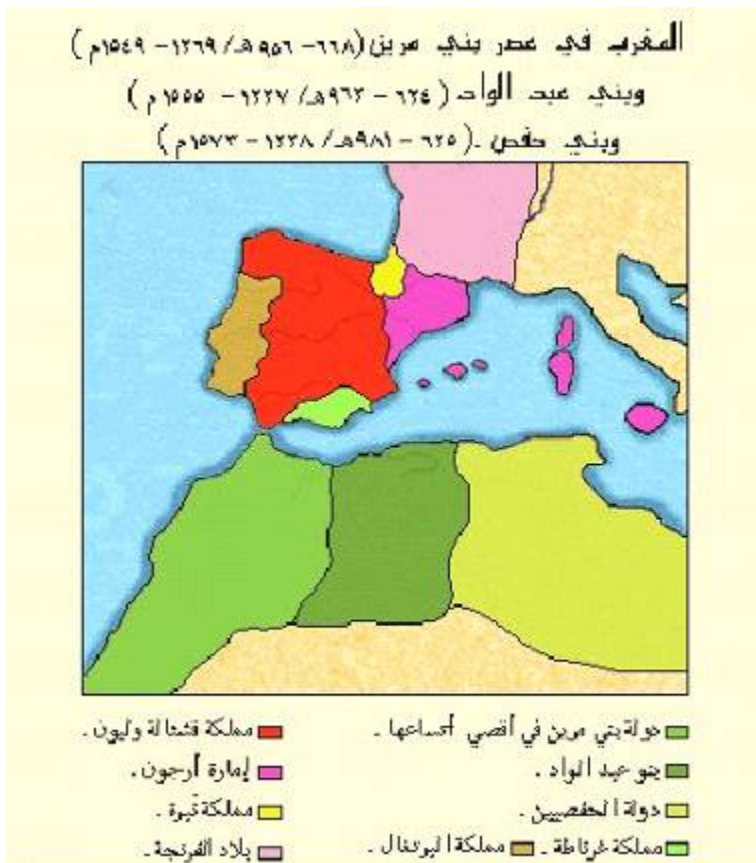 المغرب في عصر بني مرين (٦٦٨ - ٩٥٦هـ / ١٢٦٩ - ١٥٤٩م)
وبني عبد الواد (٦٢٤ - ٩٦٢هـ / ١٢٢٧ - ١٥٥٥م)
وبني حفص .(٦٢٥ - ٩٨١هـ / ١٢٢٨ - ١٥٧٣م)
دولة بني مرين في أقصى أتساعها .
مملكة قشتالة وليون .
بنو عبد الواد .
إمارة أرجون .
دولة الحفصيين .
مملكة نبرة .
مملكة غرناطة .
مملكة البرتغال .
بلاد الفرنجة .